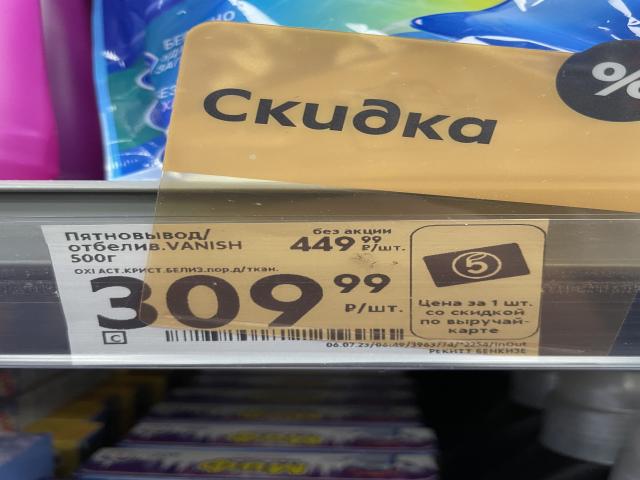 Скидка
%
Пятновывод/
отбелив.VANISH
500г
без акции
449 99
₽/шт.
OXI АСТ.КРИСТ.БЕЛИЗ.пор.д/ткан.
309 99
₽/шт.
C
5
Цена за 1 шт.
со скидкой
по выручай-
карте
РЕКИТТ БЕНКИЗЕ